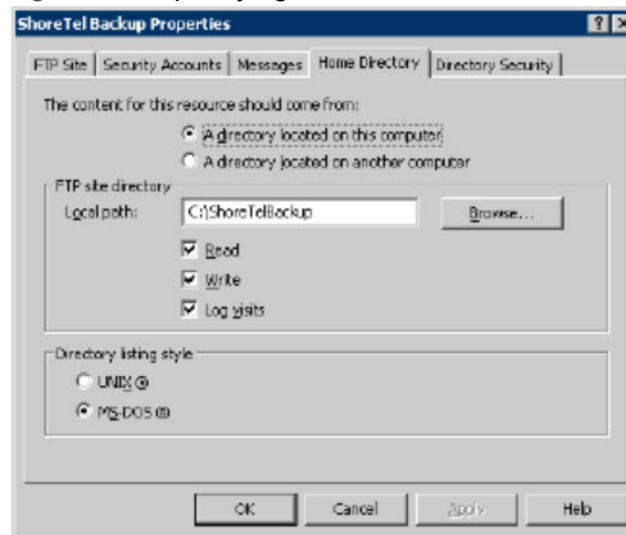 ShoreTel Backup Properties
FTP Site Security Accounts Messages Home Directory Directory Security
The content for this resource should come from:
A directory located on this computer
A directory located on another computer
FTP site directory
Local path: C:\ShoreTelBackup Browse...
Read
Write
Log visits
Directory listing style
UNIX ®
MS-DOS ®
OK Cancel Apply Help